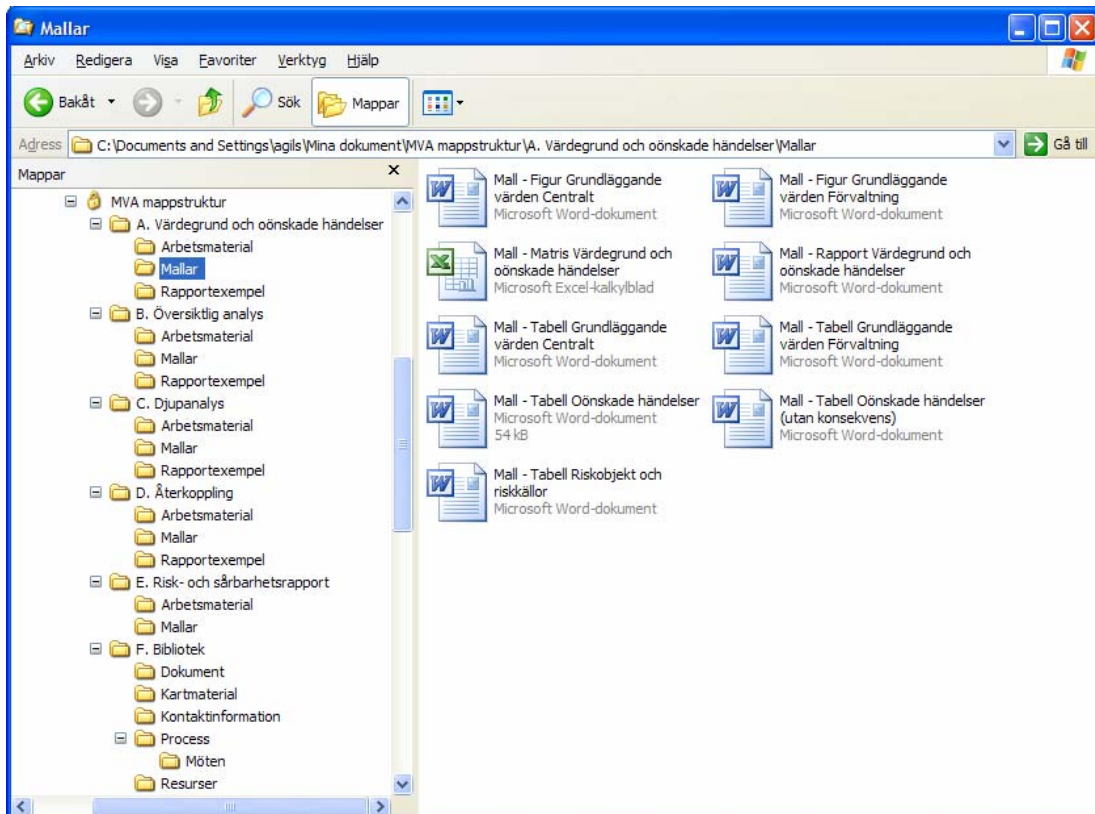 Mallar
Arkiv Redigera Visa Favoriter Verktyg Hjälp
Bakåt Sök Mappar
Adress C:\Documents and Settings\agils\Mina dokument\MVA mappstruktur\A. Värdegrund och oönskade händelser\Mallar Gå till
Mappar
MVA mappstruktur
A. Värdegrund och oönskade händelser
Arbetsmaterial
Mallar
Rapportexempel
B. Översiktlig analys
Arbetsmaterial
Mallar
Rapportexempel
C. Djupanalys
Arbetsmaterial
Mallar
Rapportexempel
D. Återkoppling
Arbetsmaterial
Mallar
Rapportexempel
E. Risk- och sårbarhetsrapport
Arbetsmaterial
Mallar
F. Bibliotek
Dokument
Kartmaterial
Kontaktinformation
Process
Möten
Resurser
Mall - Figur Grundläggande
värden Centralt
Microsoft Word-dokument
Mall - Figur Grundläggande
värden Förvaltning
Microsoft Word-dokument
Mall - Matris Värdegrund och
oönskade händelser
Microsoft Excel-kalkylblad
Mall - Rapport Värdegrund och
oönskade händelser
Microsoft Word-dokument
Mall - Tabell Grundläggande
värden Centralt
Microsoft Word-dokument
Mall - Tabell Grundläggande
värden Förvaltning
Microsoft Word-dokument
Mall - Tabell Oönskade händelser
Microsoft Word-dokument
54 kB
Mall - Tabell Oönskade händelser
(utan konsekvens)
Microsoft Word-dokument
Mall - Tabell Riskobjekt och
riskkällor
Microsoft Word-dokument